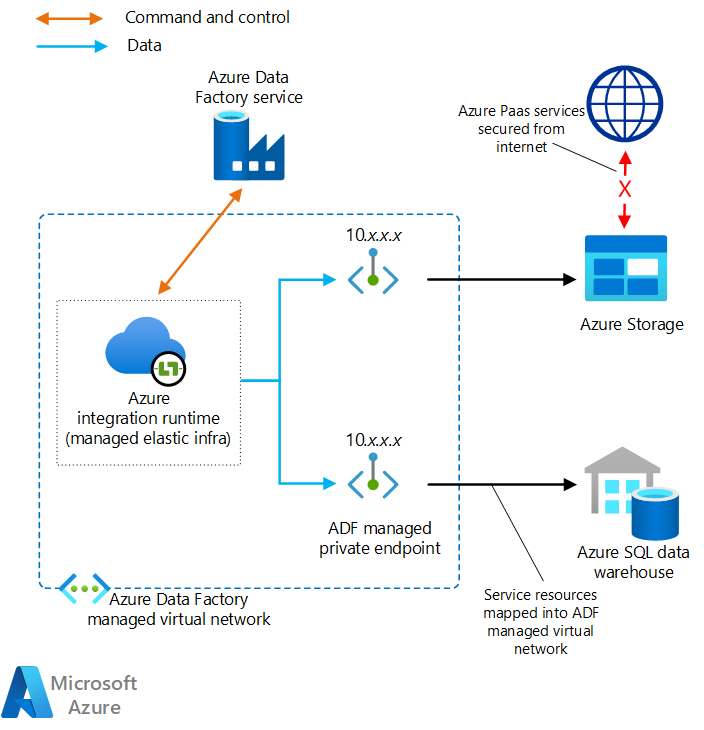 Command and control
Data
Azure Data
Factory service
Azure Paas services
secured from
internet
X
10.x.x.x
Azure Storage
Azure
integration runtime
(managed elastic infra)
10.x.x.x
ADF managed
private endpoint
Azure SQL data
warehouse
Azure Data Factory
managed virtual network
Service resources
mapped into ADF
managed virtual
network
Microsoft
Azure